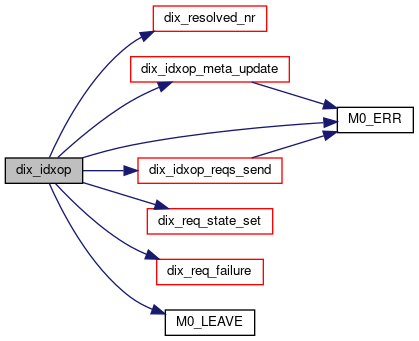 dix_resolved_nr
dix_idxop_meta_update
M0_ERR
dix_idxop
dix_idxop_reqs_send
dix_req_state_set
dix_req_failure
M0_LEAVE